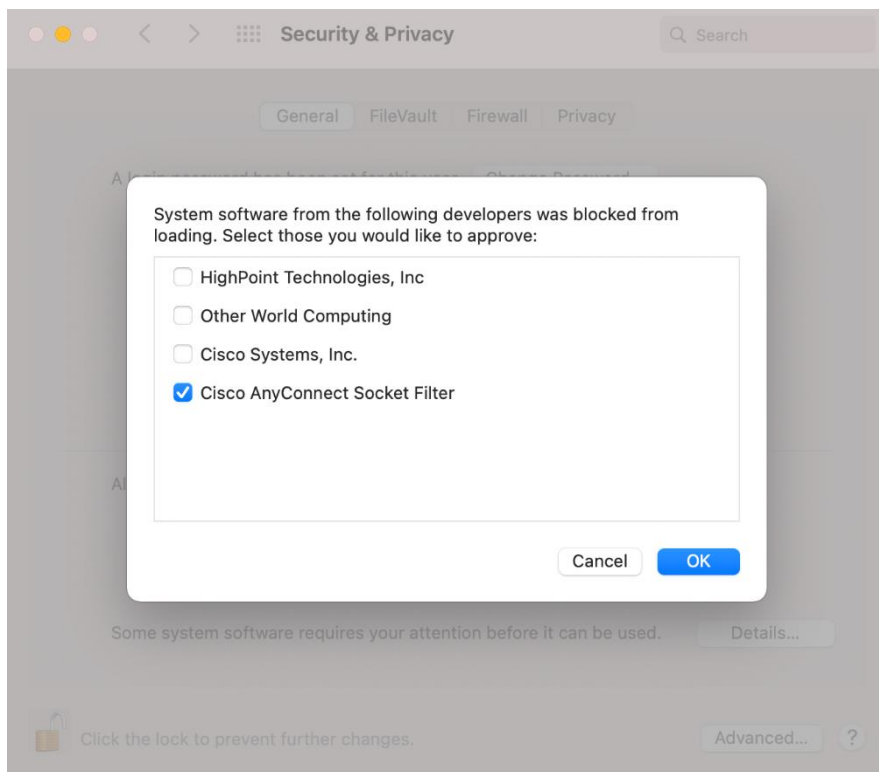 Security & Privacy
Search
General FileVault Firewall Privacy
System software from the following developers was blocked from
loading. Select those you would like to approve:
HighPoint Technologies, Inc
Other World Computing
Cisco Systems, Inc.
Cisco AnyConnect Socket Filter
Cancel OK
Some system software requires your attention before it can be used. Details...
Click the lock to prevent further changes. Advanced... ?